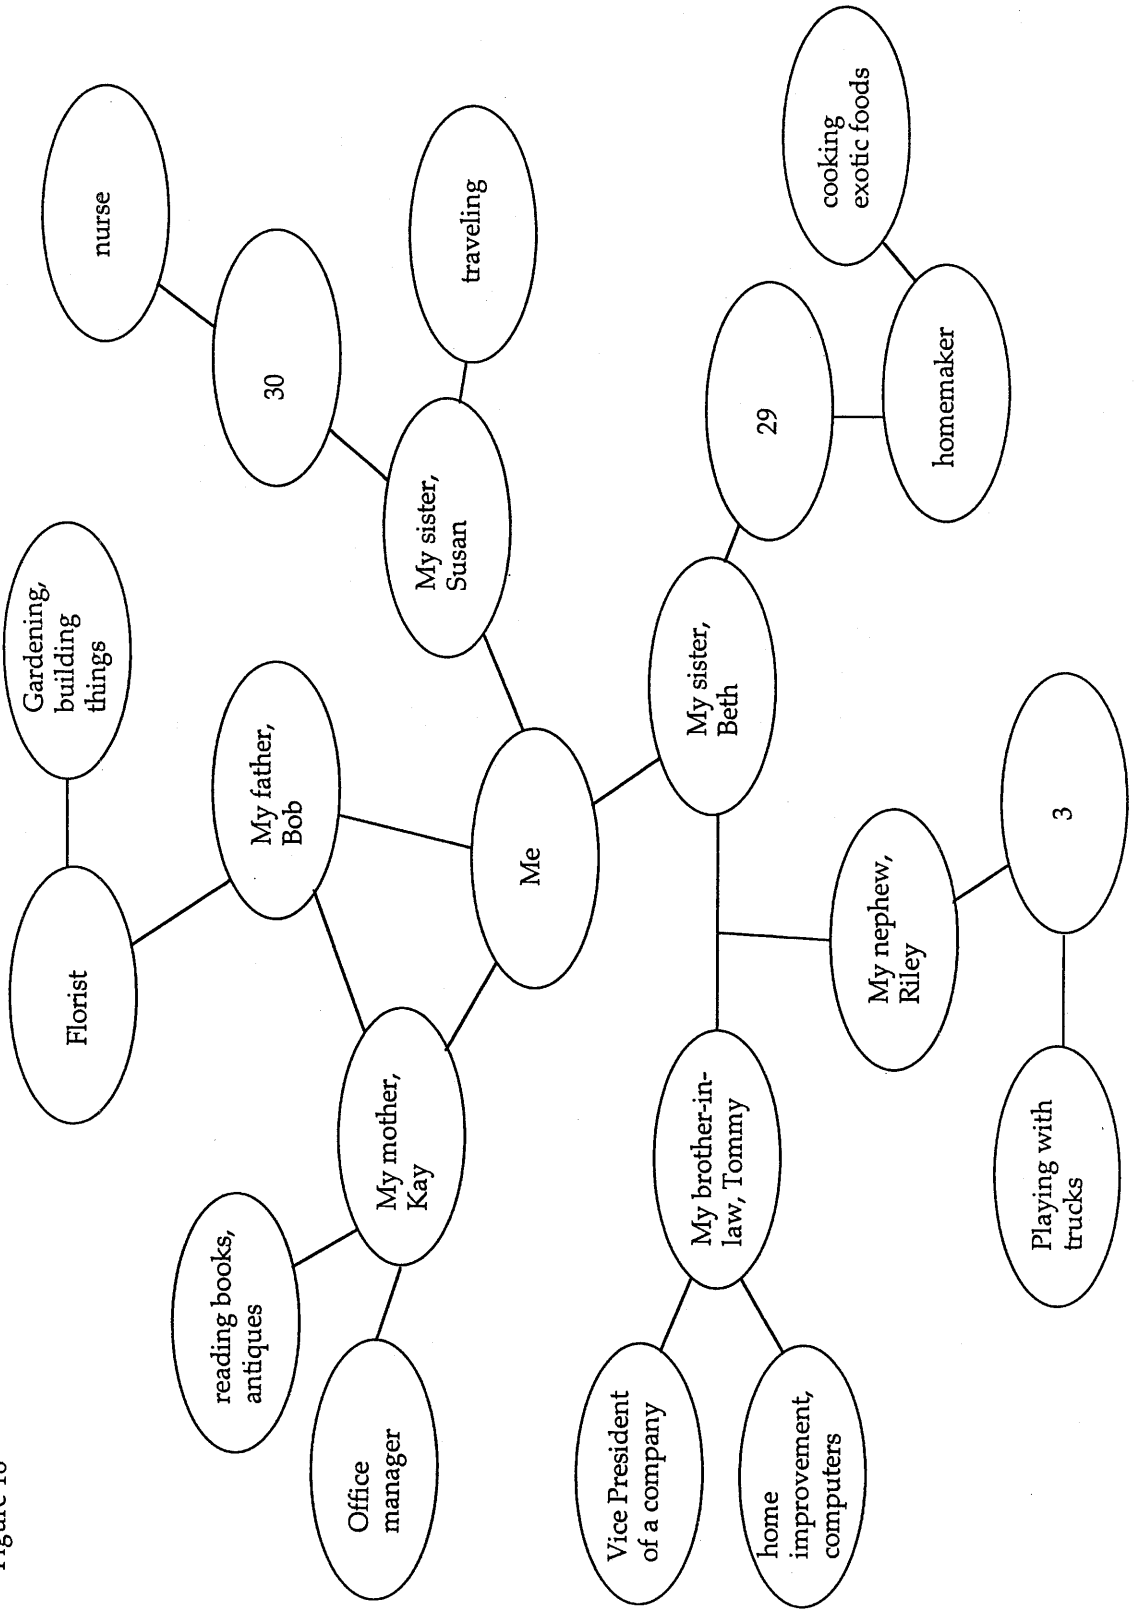 Figure
Florist
Gardening,
building
things
nurse
reading books,
antiques
My father,
Bob
30
Office
manager
My mother,
Kay
My sister,
Susan
traveling
Me
Vice President
of a company
My brother-in-
law, Tommy
My sister,
Beth
29
home
improvement,
computers
cooking
exotic foods
My nephew,
Riley
homemaker
Playing with
trucks
3